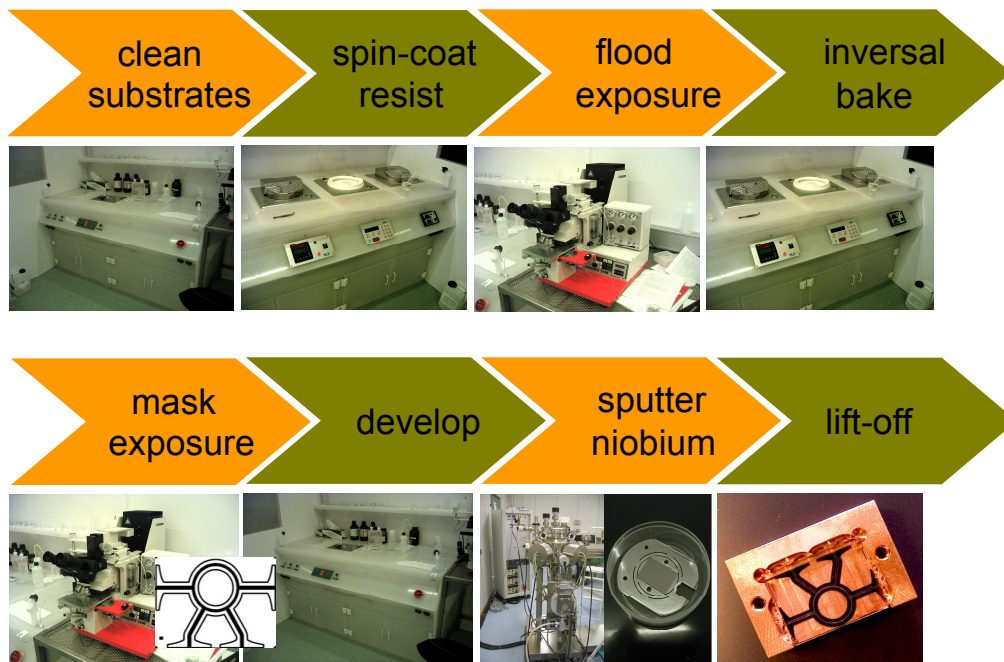 clean
substrates
spin-coat
resist
flood
exposure
inversal
bake
mask
exposure
develop
sputter
niobium
lift-off